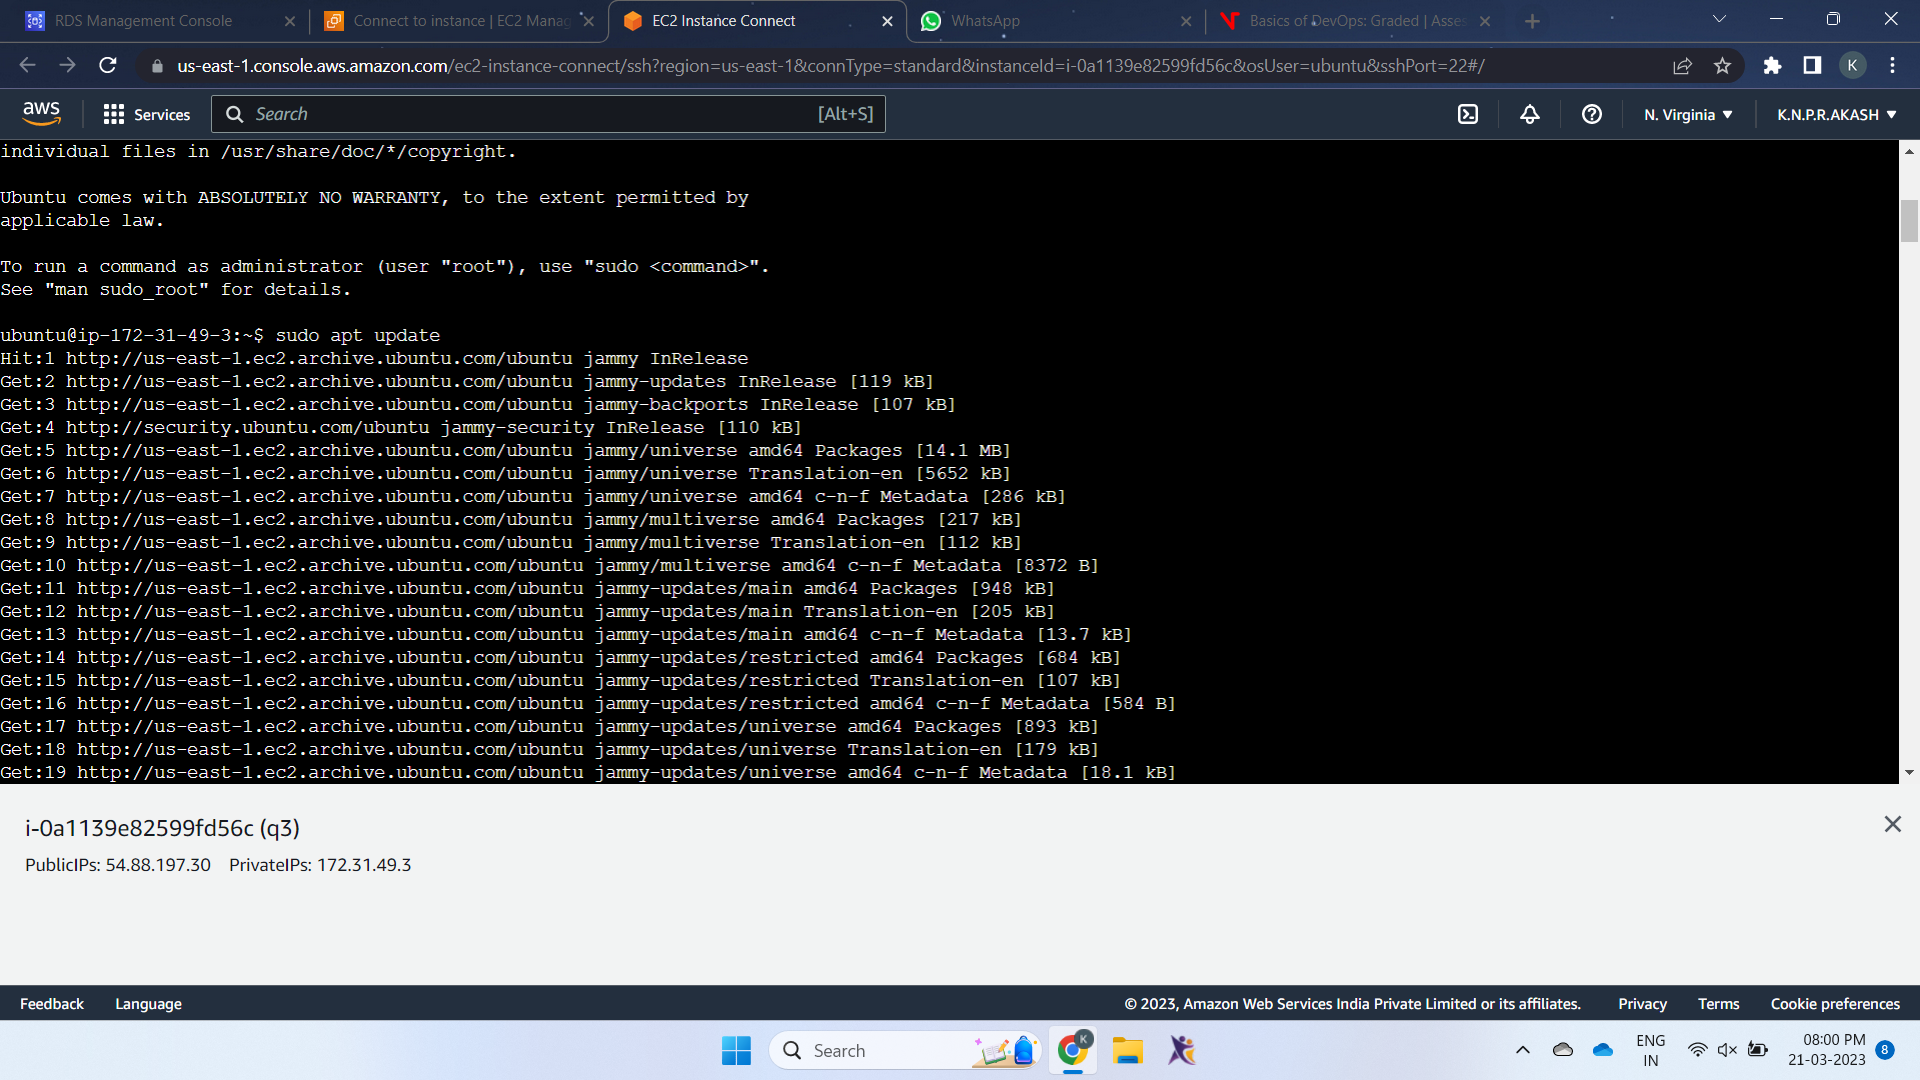 RDS Management Console
Connect to instance | EC2 Manag
EC2 Instance Connect
WhatsApp
Basics of DevOps: Graded | Asses
us-east-1.console.aws.amazon.com/ec2-instance-connect/ssh?region=us-east-1&connType=standard&instanceId=i-0a1139e82599fd56c&osUser=ubuntu&sshPort=22#/
K
aws
Services
Search
[Alt+S]
N. Virginia
K.N.P.R.AKASH
individual files in /usr/share/doc/*/copyright.
Ubuntu comes with ABSOLUTELY NO WARRANTY, to the extent permitted by
applicable law.
To run a command as administrator (user "root"), use "sudo <command>".
See "man sudo_root" for details.
ubuntu@ip-172-31-49-3:~$ sudo apt update
Hit:1 http://us-east-1.ec2.archive.ubuntu.com/ubuntu jammy InRelease
Get:2 http://us-east-1.ec2.archive.ubuntu.com/ubuntu jammy-updates InRelease [119 kB]
Get:3 http://us-east-1.ec2.archive.ubuntu.com/ubuntu jammy-backports InRelease [107 kB]
Get:4 http://security.ubuntu.com/ubuntu jammy-security InRelease [110 kB]
Get:5 http://us-east-1.ec2.archive.ubuntu.com/ubuntu jammy/universe amd64 Packages [14.1 MB]
Get:6 http://us-east-1.ec2.archive.ubuntu.com/ubuntu jammy/universe Translation-en [5652 kB]
Get:7 http://us-east-1.ec2.archive.ubuntu.com/ubuntu jammy/universe amd64 c-n-f Metadata [286 kB]
Get:8 http://us-east-1.ec2.archive.ubuntu.com/ubuntu jammy/multiverse amd64 Packages [217 kB]
Get:9 http://us-east-1.ec2.archive.ubuntu.com/ubuntu jammy/multiverse Translation-en [112 kB]
Get:10 http://us-east-1.ec2.archive.ubuntu.com/ubuntu jammy/multiverse amd64 c-n-f Metadata [8372 B]
Get:11 http://us-east-1.ec2.archive.ubuntu.com/ubuntu jammy-updates/main amd64 Packages [948 kB]
Get:12 http://us-east-1.ec2.archive.ubuntu.com/ubuntu jammy-updates/main Translation-en [205 kB]
Get:13 http://us-east-1.ec2.archive.ubuntu.com/ubuntu jammy-updates/main amd64 c-n-f Metadata [13.7 kB]
Get:14 http://us-east-1.ec2.archive.ubuntu.com/ubuntu jammy-updates/restricted amd64 Packages [684 kB]
Get:15 http://us-east-1.ec2.archive.ubuntu.com/ubuntu jammy-updates/restricted Translation-en [107 kB]
Get:16 http://us-east-1.ec2.archive.ubuntu.com/ubuntu jammy-updates/restricted amd64 c-n-f Metadata [584 B]
Get:17 http://us-east-1.ec2.archive.ubuntu.com/ubuntu jammy-updates/universe amd64 Packages [893 kB]
Get:18 http://us-east-1.ec2.archive.ubuntu.com/ubuntu jammy-updates/universe Translation-en [179 kB]
Get:19 http://us-east-1.ec2.archive.ubuntu.com/ubuntu jammy-updates/universe amd64 c-n-f Metadata [18.1 kB]
i-0a1139e82599fd56c (q3)
PublicIPs: 54.88.197.30 PrivateIPs: 172.31.49.3
Feedback
Language
© 2023, Amazon Web Services India Private Limited or its affiliates.
Privacy
Terms
Cookie preferences
Search
K
ENG
IN
08:00 PM
21-03-2023
8